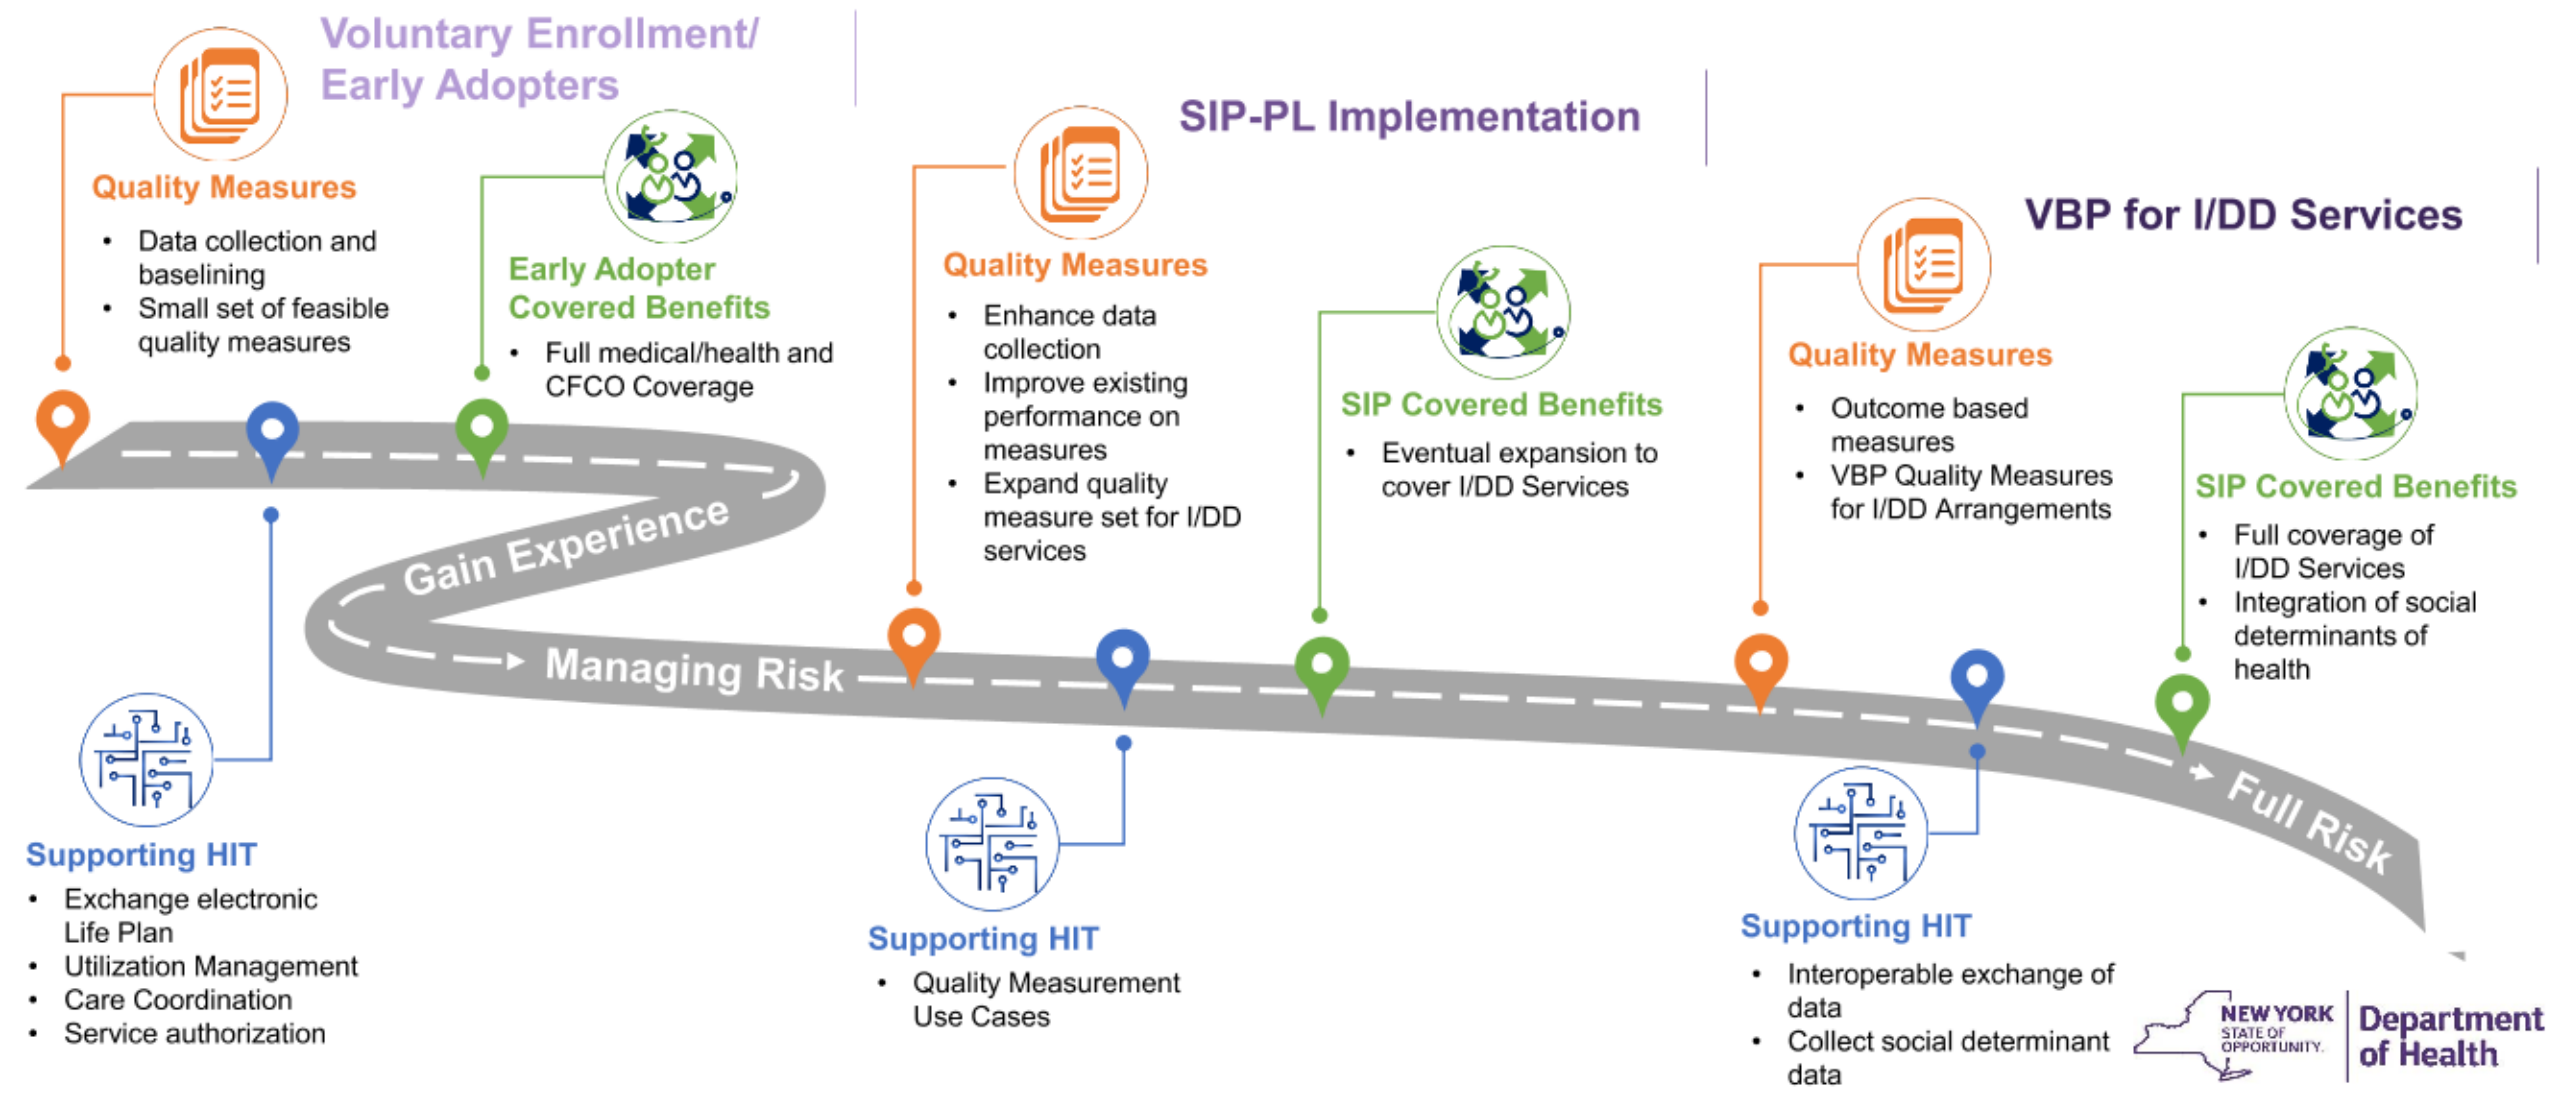 Voluntary Enrollment/
Early Adopters
Quality Measures
• Data collection and
baselining
• Small set of feasible
quality measures
Early Adopter
Covered Benefits
• Full medical/health and
CFCO Coverage
Supporting HIT
• Exchange electronic
Life Plan
• Utilization Management
• Care Coordination
• Service authorization
Gain Experience
Managing Risk
SIP-PL Implementation
Quality Measures
• Enhance data
collection
• Improve existing
performance on
measures
• Expand quality
measure set for I/DD
services
SIP Covered Benefits
• Eventual expansion to
cover I/DD Services
Supporting HIT
• Quality Measurement
Use Cases
VBP for I/DD Services
Quality Measures
• Outcome based
measures
• VBP Quality Measures
for I/DD Arrangements
SIP Covered Benefits
• Full coverage of
I/DD Services
• Integration of social
determinants of
health
Supporting HIT
• Interoperable exchange of
data
• Collect social determinant
data
Full Risk
NEW YORK
STATE OF
OPPORTUNITY.
Department
of Health